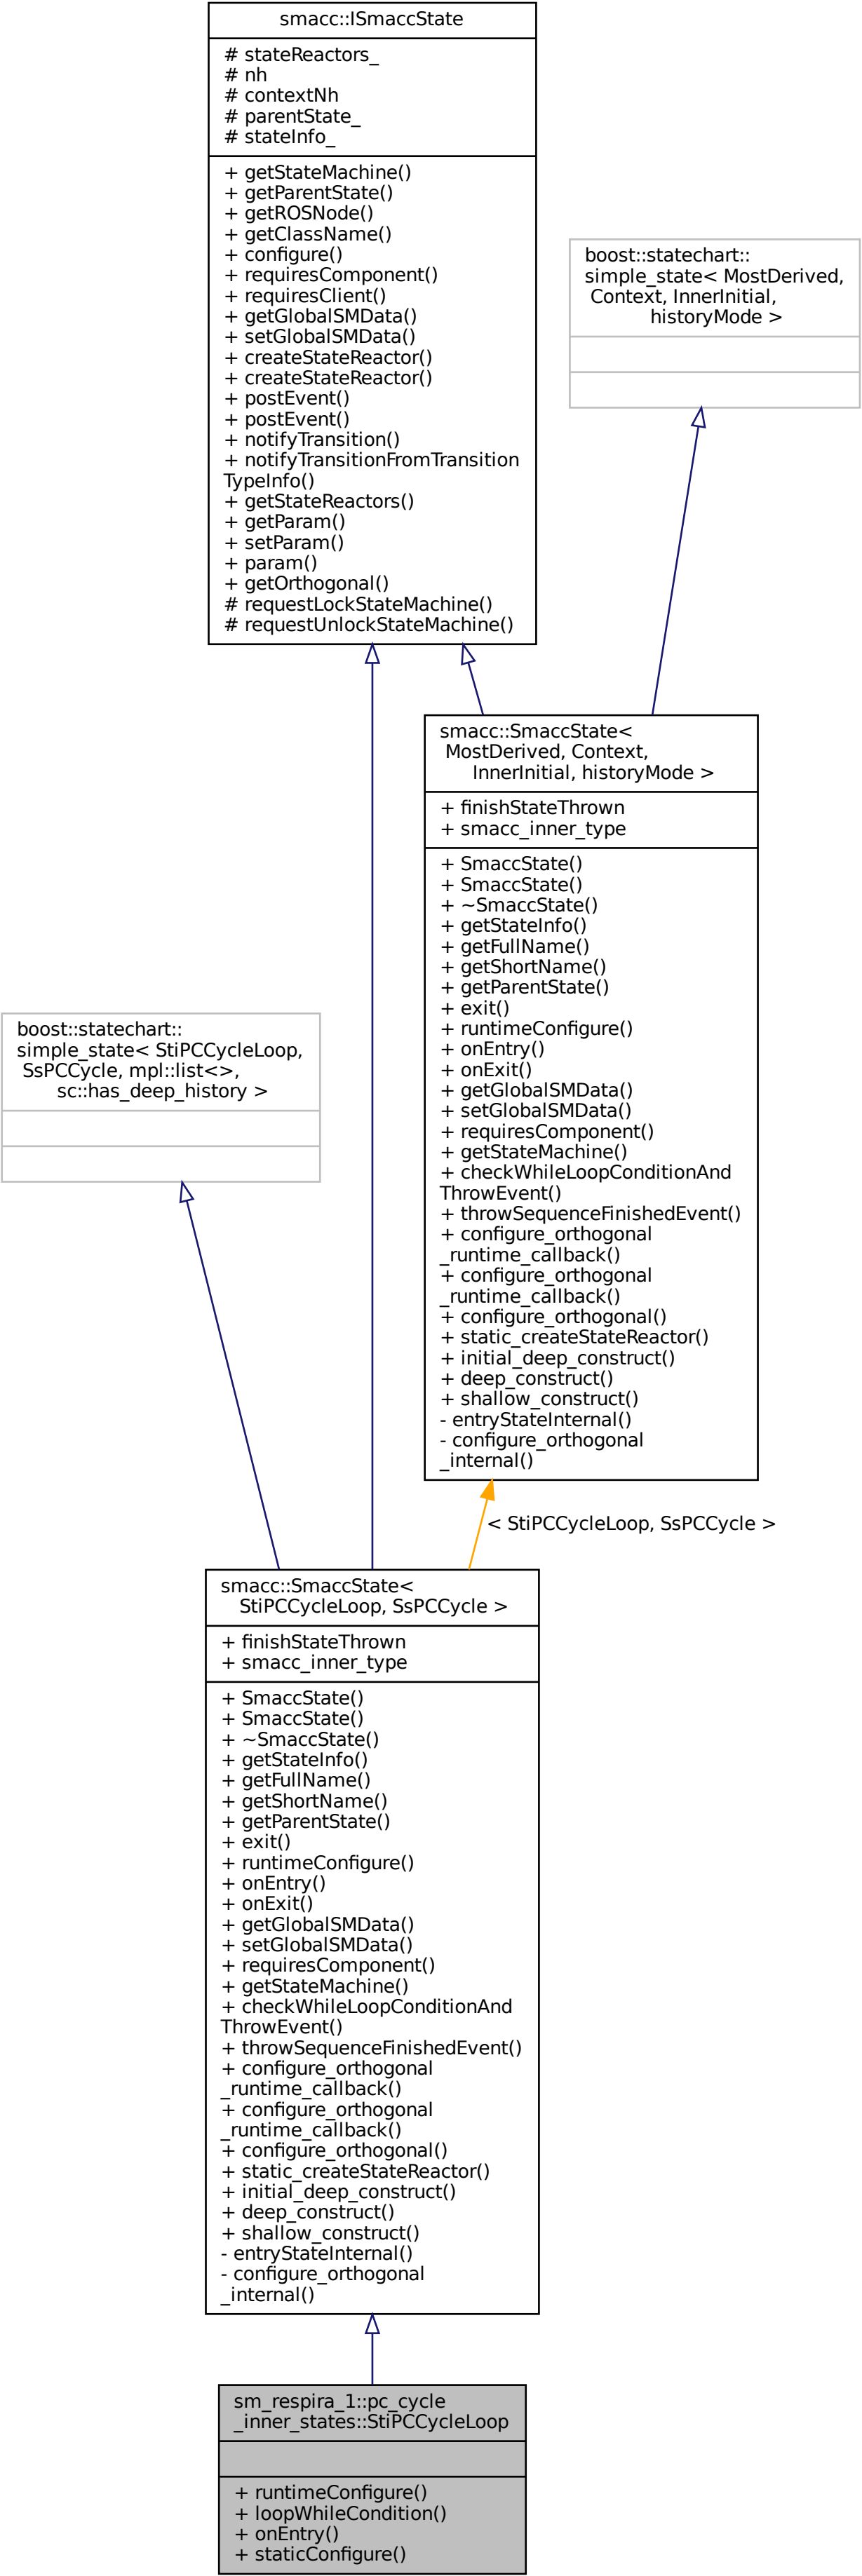 smacc::ISmaccState
# stateReactors_
# nh
# contextNh
# parentState_
# stateInfo_
+ getStateMachine()
+ getParentState()
+ getROSNode()
+ getClassName()
+ configure()
+ requiresComponent()
+ requiresClient()
+ getGlobalSMData()
+ setGlobalSMData()
+ createStateReactor()
+ createStateReactor()
+ postEvent()
+ postEvent()
+ notifyTransition()
+ notifyTransitionFromTransition
TypeInfo()
+ getStateReactors()
+ getParam()
+ setParam()
+ param()
+ getOrthogonal()
# requestLockStateMachine()
# requestUnlockStateMachine()
boost::statechart::
simple_state< MostDerived,
Context, InnerInitial,
historyMode >
smacc::SmaccState<
MostDerived, Context,
InnerInitial, historyMode >
+ finishStateThrown
+ smacc_inner_type
+ SmaccState()
+ SmaccState()
+ ~SmaccState()
+ getStateInfo()
+ getFullName()
+ getShortName()
+ getParentState()
+ exit()
+ runtimeConfigure()
+ onEntry()
+ onExit()
+ getGlobalSMData()
+ setGlobalSMData()
+ requiresComponent()
+ getStateMachine()
+ checkWhileLoopConditionAnd
ThrowEvent()
+ throwSequenceFinishedEvent()
+ configure_orthogonal
_runtime_callback()
+ configure_orthogonal
_runtime_callback()
+ configure_orthogonal()
+ static_createStateReactor()
+ initial_deep_construct()
+ deep_construct()
+ shallow_construct()
- entryStateInternal()
- configure_orthogonal
_internal()
boost::statechart::
simple_state< StiPCCycleLoop,
SsPCCycle, mpl::list<>,
sc::has_deep_history >
< StiPCCycleLoop, SsPCCycle >
smacc::SmaccState<
StiPCCycleLoop, SsPCCycle >
+ finishStateThrown
+ smacc_inner_type
+ SmaccState()
+ SmaccState()
+ ~SmaccState()
+ getStateInfo()
+ getFullName()
+ getShortName()
+ getParentState()
+ exit()
+ runtimeConfigure()
+ onEntry()
+ onExit()
+ getGlobalSMData()
+ setGlobalSMData()
+ requiresComponent()
+ getStateMachine()
+ checkWhileLoopConditionAnd
ThrowEvent()
+ throwSequenceFinishedEvent()
+ configure_orthogonal
_runtime_callback()
+ configure_orthogonal
_runtime_callback()
+ configure_orthogonal()
+ static_createStateReactor()
+ initial_deep_construct()
+ deep_construct()
+ shallow_construct()
- entryStateInternal()
- configure_orthogonal
_internal()
sm_respira_1::pc_cycle
_inner_states::StiPCCycleLoop
+ runtimeConfigure()
+ loopWhileCondition()
+ onEntry()
+ staticConfigure()